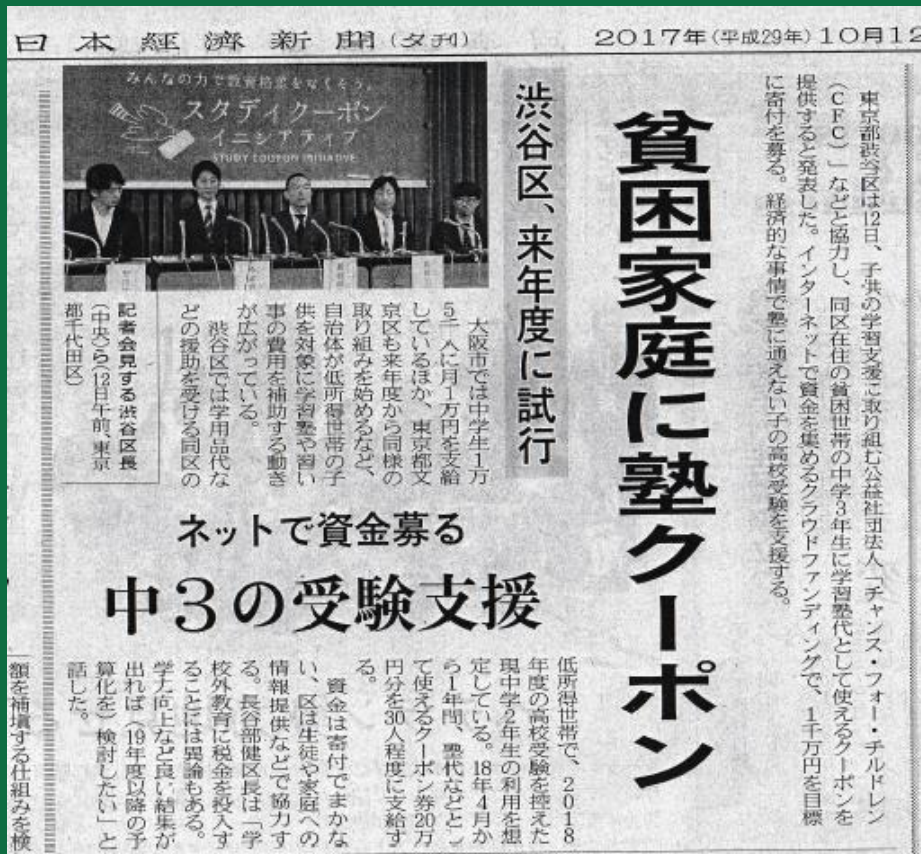 日本経済新聞(夕刊)
2017年(平成29年)10月12
東京都渋谷区は12日、子供の学習支援に取り組む公益社団法人「チャンス・フォー・チルドレン
(CFC)」などと協力し、同区在住の貧困世帯の中学3年生に学習塾代として使えるクーポンを
提供すると発表した。インターネットで資金を集めるクラウドファンディングで、1千万円を目標
に寄付を募る。経済的な事情で塾に通えない子の高校受験を支援する。
貧困家庭に塾クーポン
渋谷区、来年度に試行
みんなの力で教育格差をなくそう
スタディクーポン
イニシアティブ
STUDY COUPON INITIATIVE
記者会見する渋谷区長
(中央)ら(12日午前、東京
都千代田区)
ネットで資金募る
中3の受験支援
大阪市では中学生1万
5千人に月1万円を支給
しているほか、東京都文
京区も来年度から同様の
取り組みを始めるなど、
自治体が低所得世帯の子
供を対象に学習塾や習い
事の費用を補助する動き
が広がっている。
渋谷区では学用品代な
どの援助を受ける同区の
低所得世帯で、2018
年度の高校受験を控えた
現中学2年生の利用を想
定している。18年4月か
ら1年間、塾代などとし
て使えるクーポン券20万
円分を30人程度に支給す
る。
資金は寄付でまかな
い、区は生徒や家庭への
情報提供などで協力す
る。長谷部健区長は「学
校外教育に税金を投入す
ることには異論もある。
学力向上など良い結果が
出れば(19年度以降の予
算化を)検討したい」と
話した。
額を補塡する仕組みを検